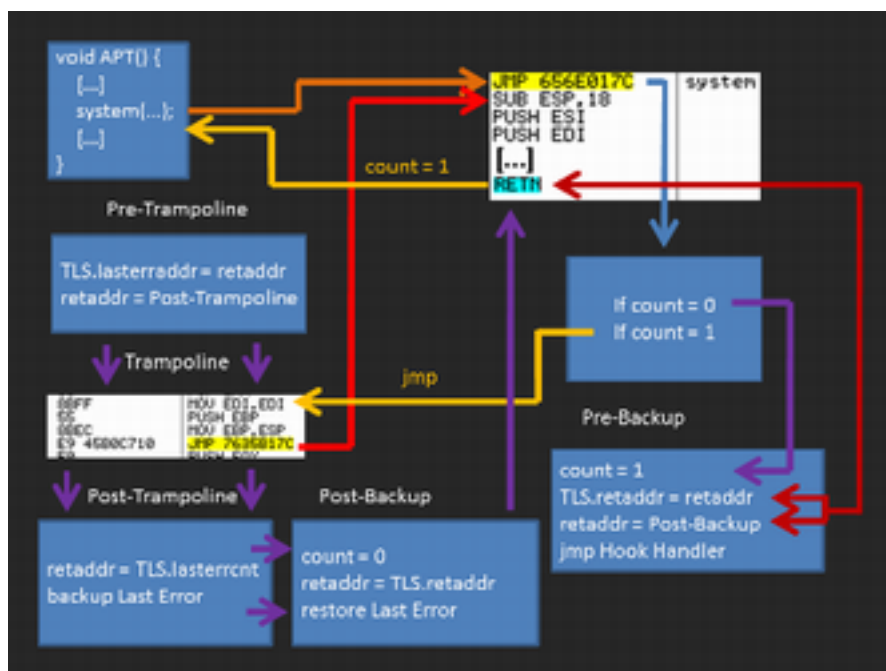 void APT() {
[...]
system(...);
[...]
}
JMP 656E017C system
SUB ESP,18
PUSH ESI
PUSH EDI
[...]
RETN
count = 1
Pre-Trampoline
TLS.lasterraddr = retaddr
retaddr = Post-Trampoline
If count = 0
If count = 1
Trampoline
jmp
8BFF MOV EDI,EDI
55 PUSH EBP
8BEC MOV EBP,ESP
E9 45B0C710 JMP 7635B17C
Pre-Backup
count = 1
TLS.retaddr = retaddr
retaddr = Post-Backup
jmp Hook Handler
Post-Trampoline
Post-Backup
retaddr = TLS.lasterrcnt
backup Last Error
count = 0
retaddr = TLS.retaddr
restore Last Error